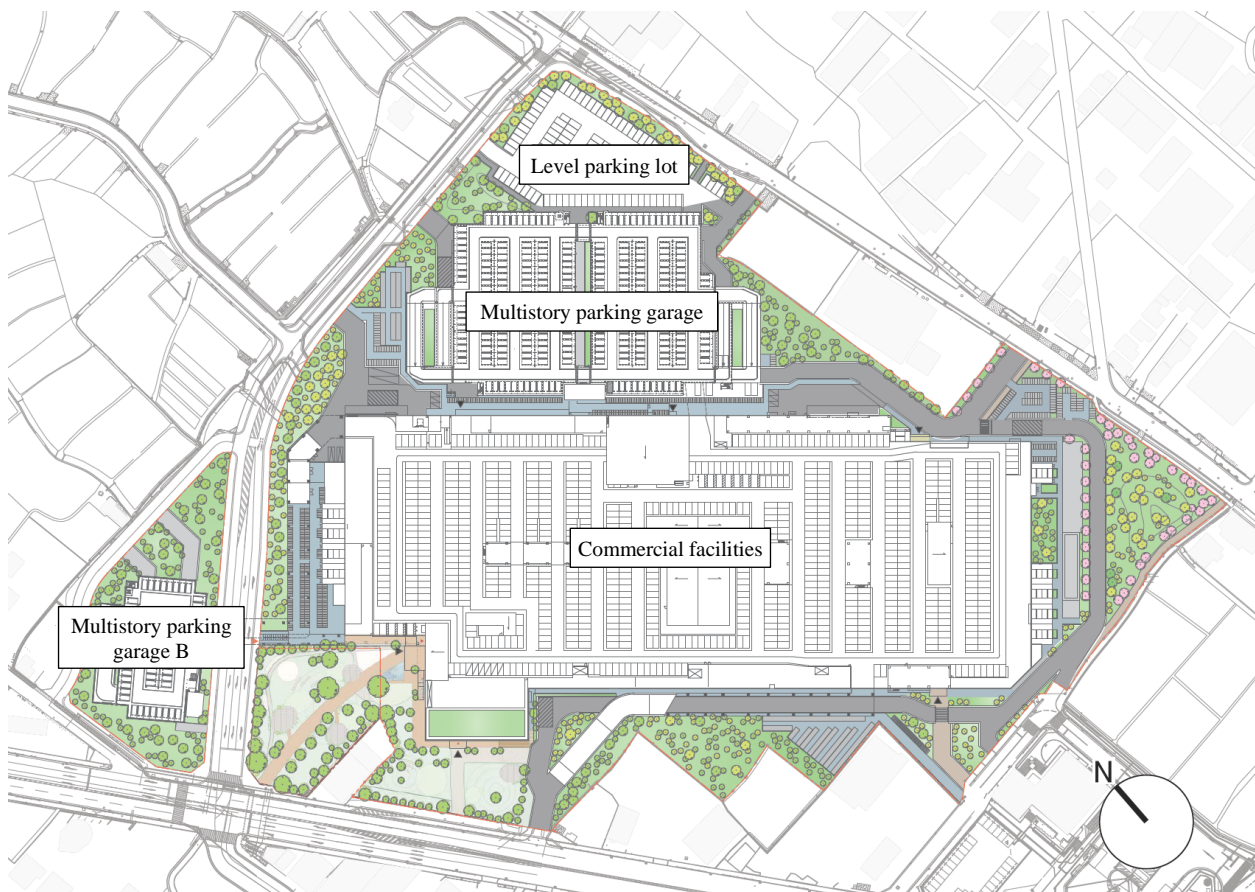 Level parking lot
Multistory parking garage
Commercial facilities
Multistory parking
garage B
N